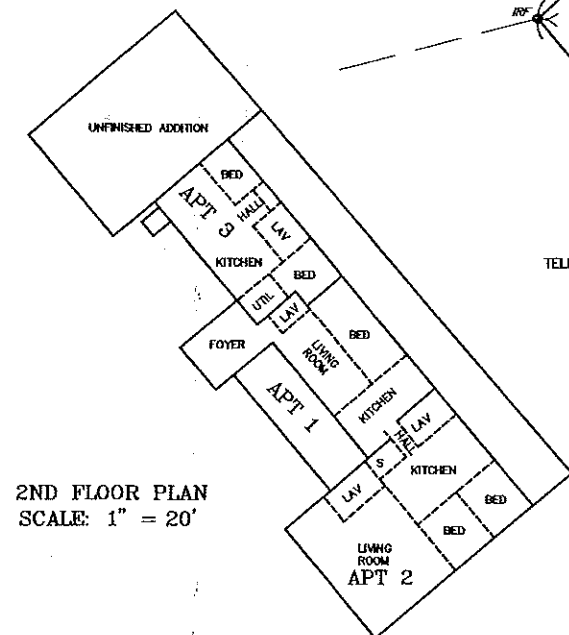 IRF
UNFINISHED ADDITION
BED
APT 3
HALL
LAV
KITCHEN
BED
UTIL
LAV
FOYER
LIVING
ROOM
BED
APT 1
KITCHEN
LAV
HALL
S
KITCHEN
LAV
BED
BED
LIVING
ROOM
APT 2
2ND FLOOR PLAN
SCALE: 1" = 20'